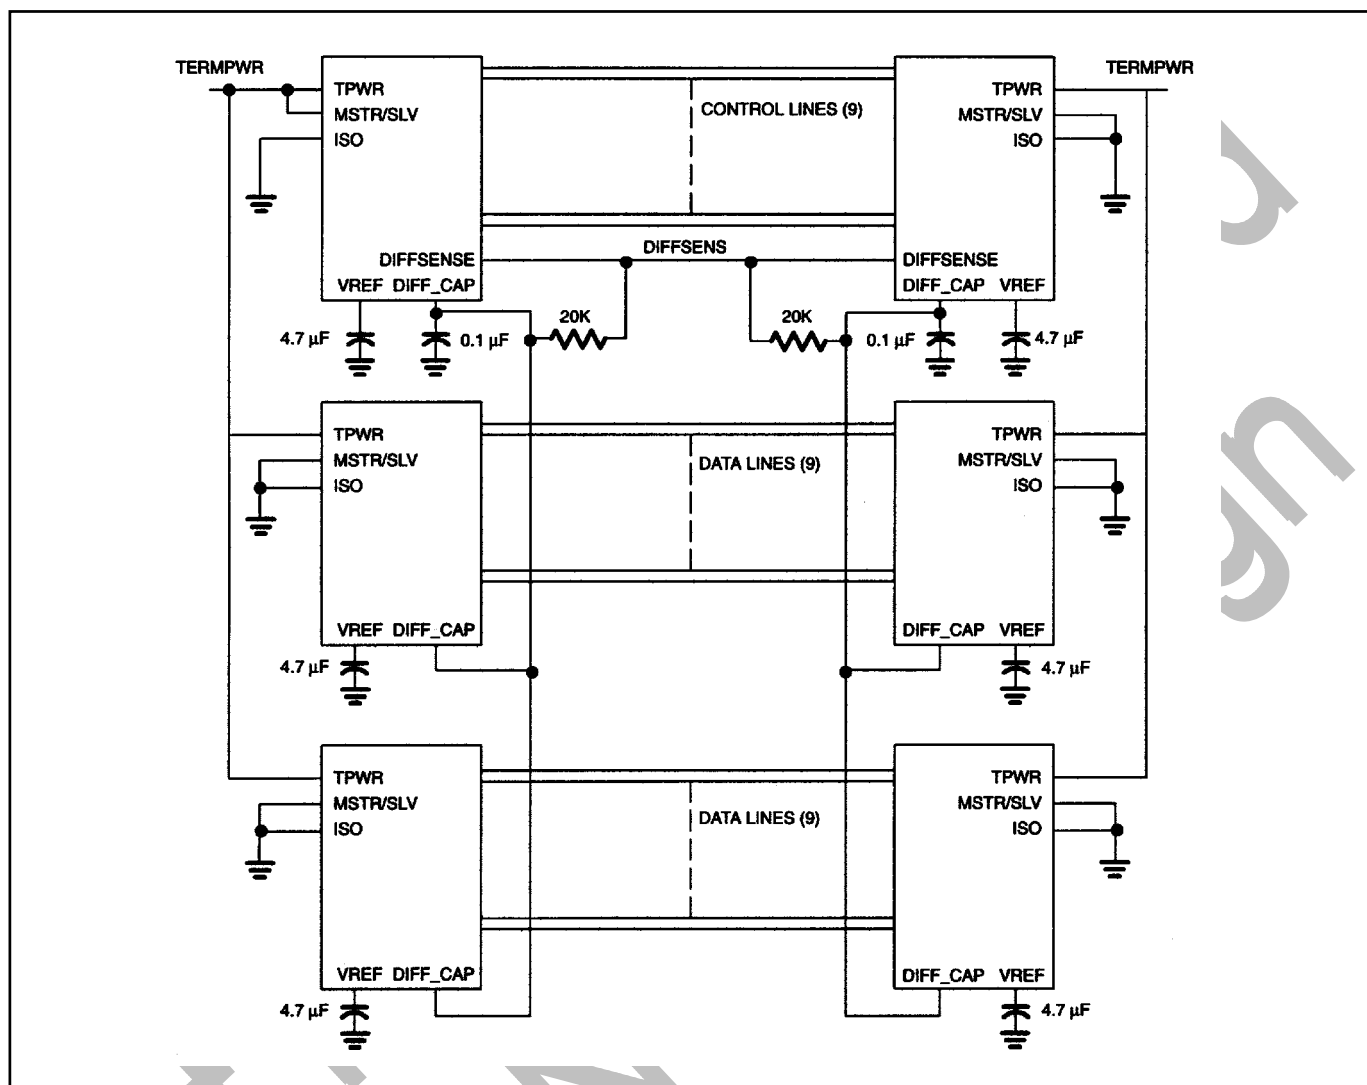 TERMPWR
TERMPWR
TPWR
MSTR/SLV
ISO
CONTROL LINES (9)
TPWR
MSTR/SLV
ISO
DIFFSENSE
DIFFSENS
DIFFSENSE
VREF DIFF_CAP
DIFF_CAP VREF
4.7 µF
0.1 µF
20K
20K
0.1 µF
4.7 µF
TPWR
MSTR/SLV
ISO
DATA LINES (9)
TPWR
MSTR/SLV
ISO
VREF DIFF_CAP
DIFF_CAP VREF
4.7 µF
4.7 µF
TPWR
MSTR/SLV
ISO
DATA LINES (9)
TPWR
MSTR/SLV
ISO
VREF DIFF_CAP
DIFF_CAP VREF
4.7 µF
4.7 µF